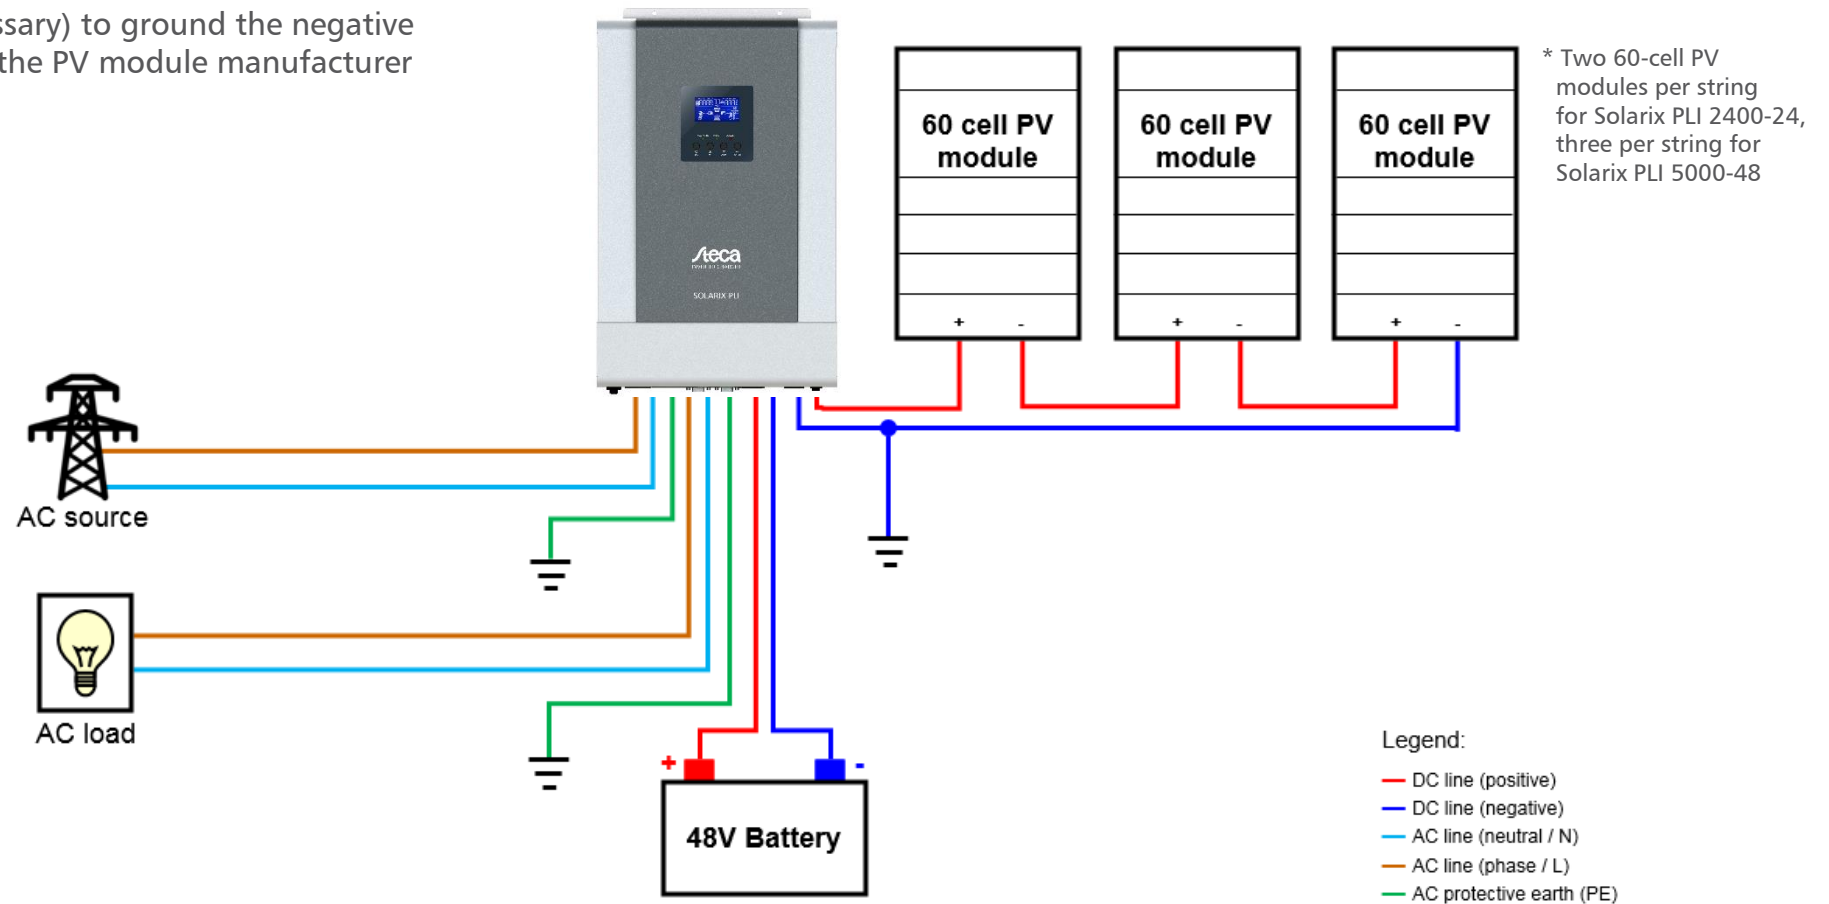 ssary) to ground the negative
the PV module manufacturer
Steca
SOLARIX PLI
60 cell PV
module
+ -
60 cell PV
module
+ -
60 cell PV
module
+ -
* Two 60-cell PV
modules per string
for Solarix PLI 2400-24,
three per string for
Solarix PLI 5000-48
AC source
AC load
+ -
48V Battery
Legend:
DC line (positive)
DC line (negative)
AC line (neutral / N)
AC line (phase / L)
AC protective earth (PE)